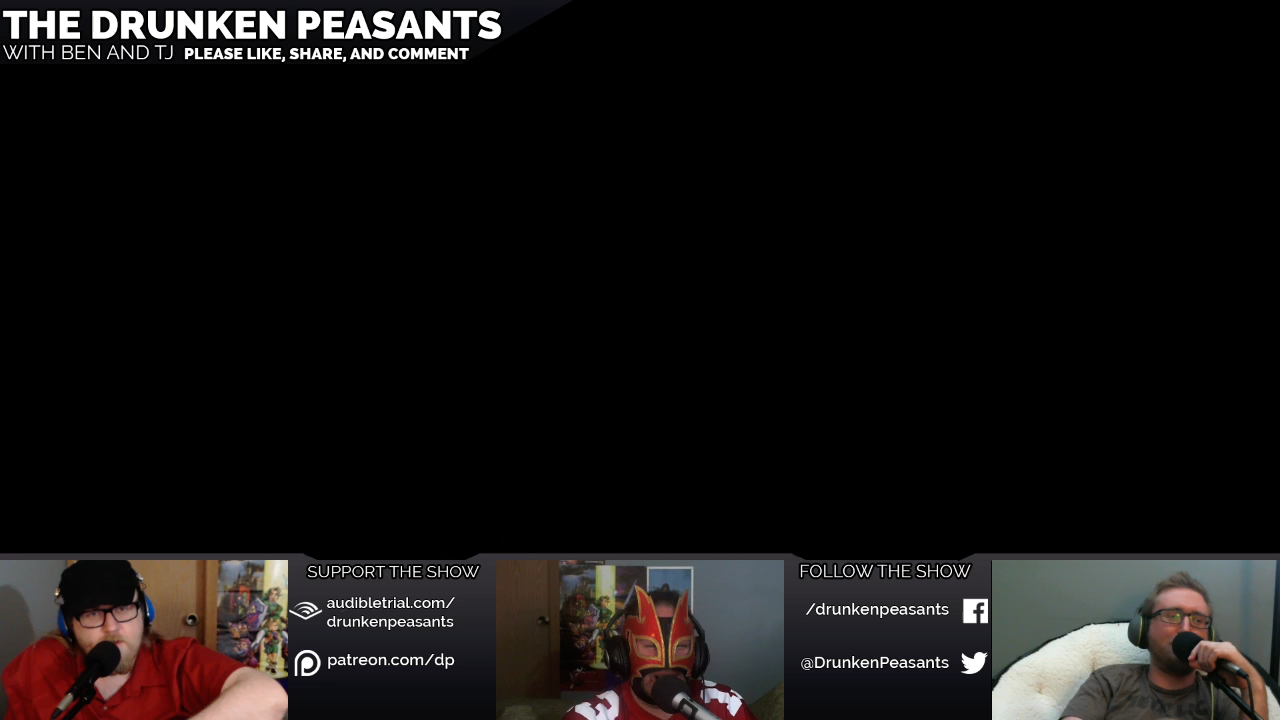 THE DRUNKEN PEASANTS
WITH BEN AND TJ PLEASE LIKE, SHARE, AND COMMENT
SUPPORT THE SHOW
audibletrial.com/
drunkenpeasants
patreon.com/dp
FOLLOW THE SHOW
/drunkenpeasants
@DrunkenPeasants